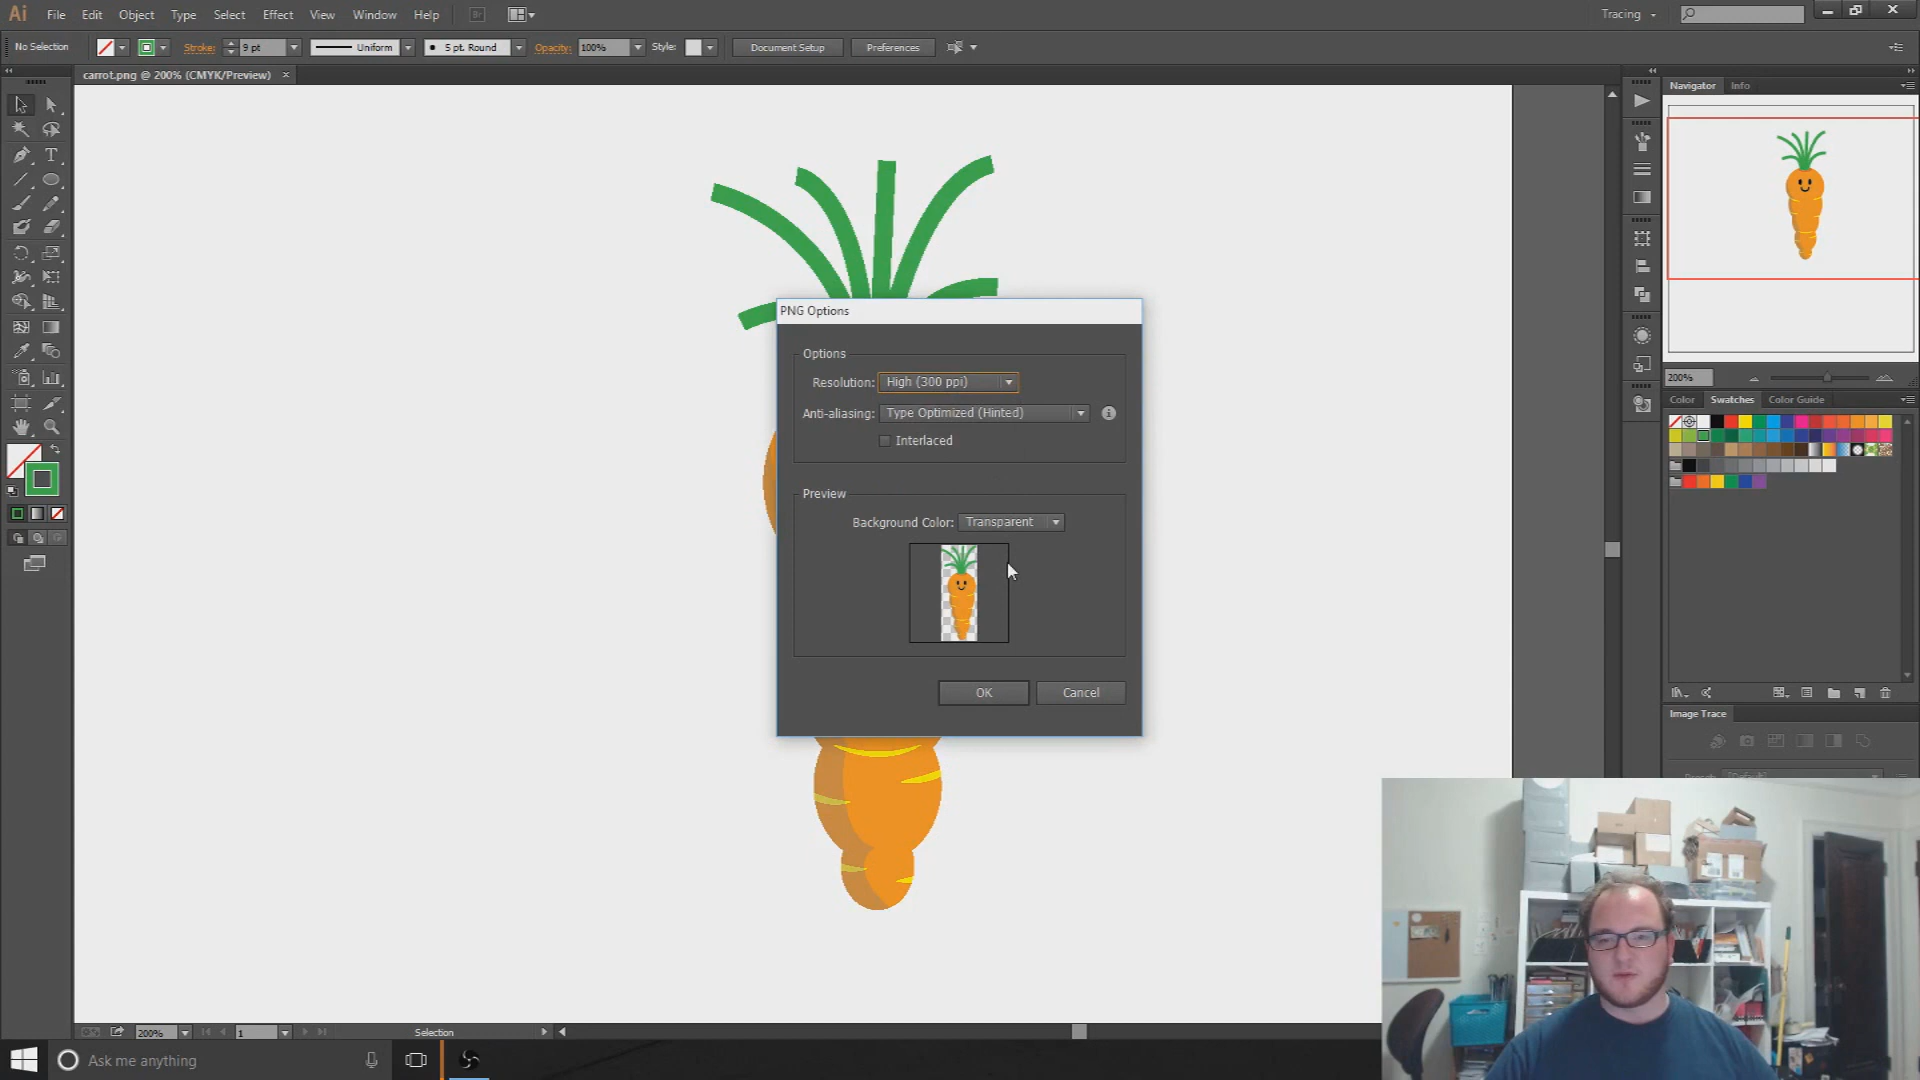 Ai File Edit Object Type Select Effect View Window Help Br Tracing
No Selection Stroke: 9 pt Uniform 5 pt. Round Opacity: 100% Style: Document Setup Preferences
carrot.png @ 200% (CMYK/Preview)
Navigator Info
PNG Options
Options
Resolution: High (300 ppi)
Anti-aliasing: Type Optimized (Hinted)
Interlaced
Preview
Background Color: Transparent
OK Cancel
200%
Color Swatches Color Guide
Image Trace
200% 1 Selection
Ask me anything